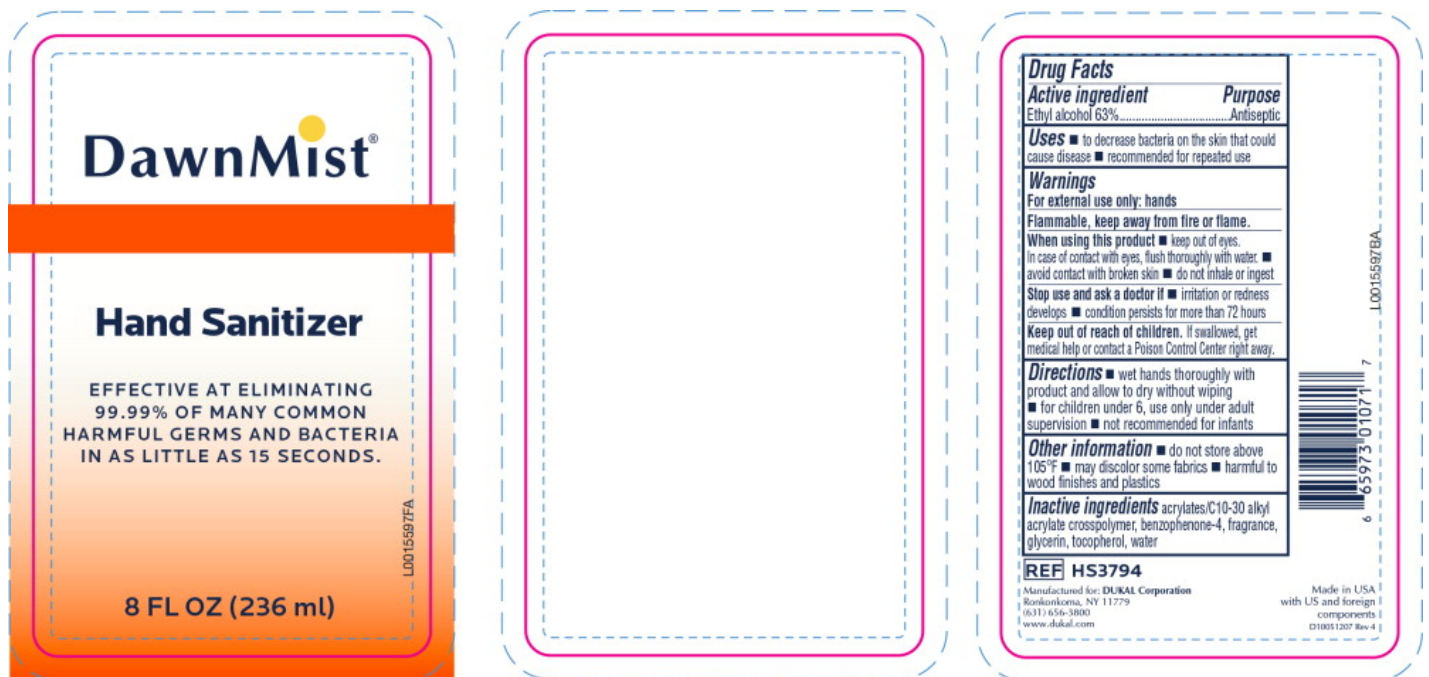 DawnMist®
Hand Sanitizer
EFFECTIVE AT ELIMINATING
99.99% OF MANY COMMON
HARMFUL GERMS AND BACTERIA
IN AS LITTLE AS 15 SECONDS.
L0015597FA
8 FL OZ (236 ml)
Drug Facts
Active ingredient Purpose
Ethyl alcohol 63%....................................Antiseptic
Uses ■ to decrease bacteria on the skin that could
cause disease ■ recommended for repeated use
Warnings
For external use only: hands
Flammable, keep away from fire or flame.
When using this product ■ keep out of eyes.
In case of contact with eyes, flush thoroughly with water. ■
avoid contact with broken skin ■ do not inhale or ingest
Stop use and ask a doctor if ■ irritation or redness
develops ■ condition persists for more than 72 hours
Keep out of reach of children. If swallowed, get
medical help or contact a Poison Control Center right away.
Directions ■ wet hands thoroughly with
product and allow to dry without wiping
■ for children under 6, use only under adult
supervision ■ not recommended for infants
Other information ■ do not store above
105°F ■ may discolor some fabrics ■ harmful to
wood finishes and plastics
Inactive ingredients acrylates/C10-30 alkyl
acrylate crosspolymer, benzophenone-4, fragrance,
glycerin, tocopherol, water
REF HS3794
Manufactured for: DUKAL Corporation
Ronkonkoma, NY 11779
(631) 656-3800
www.dukal.com
L0015597BA
6 65973 01071 7
Made in USA
with US and foreign
components
D10051207 Rev 4